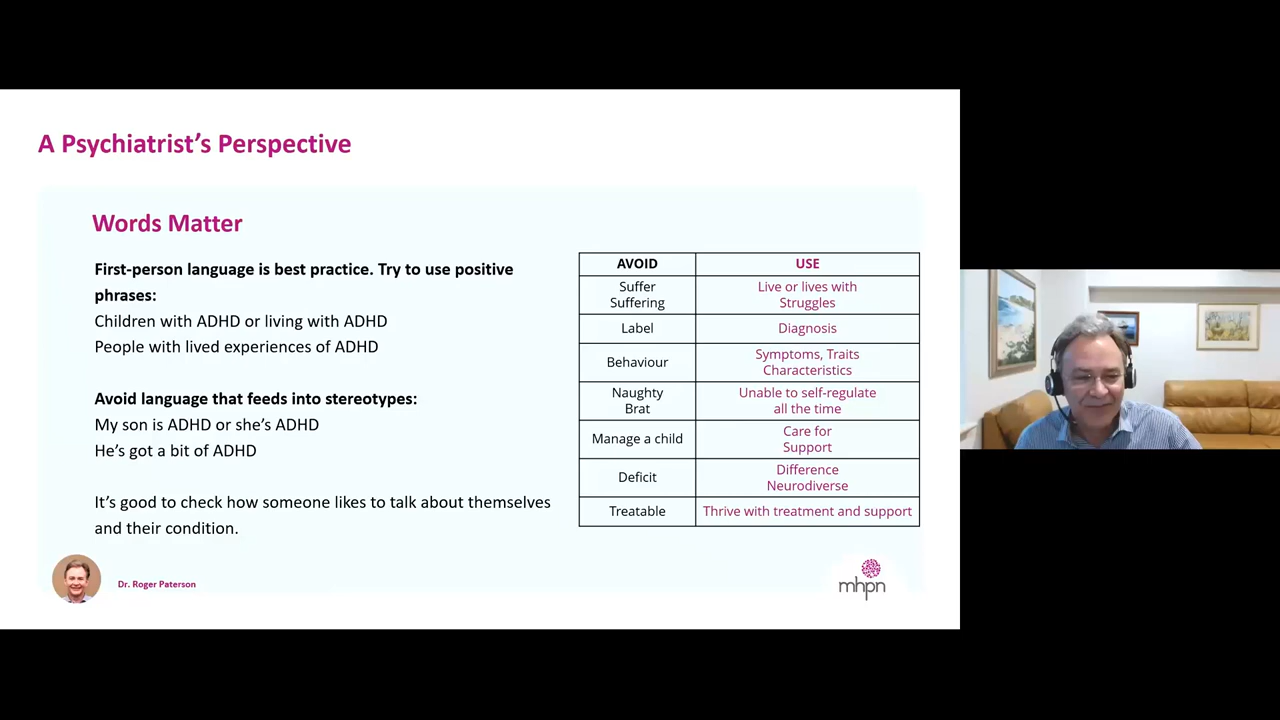 A Psychiatrist’s Perspective
Words Matter
First-person language is best practice. Try to use positive
phrases:
Children with ADHD or living with ADHD
People with lived experiences of ADHD
Avoid language that feeds into stereotypes:
My son is ADHD or she’s ADHD
He’s got a bit of ADHD
It’s good to check how someone likes to talk about themselves
and their condition.
AVOID USE
Suffer Live or lives with
Suffering Struggles
Label Diagnosis
Behaviour Symptoms, Traits
Characteristics
Naughty Unable to self-regulate
Brat all the time
Manage a child Care for
Support
Deficit Difference
Neurodiverse
Treatable Thrive with treatment and support
Dr. Roger Paterson
mhpn